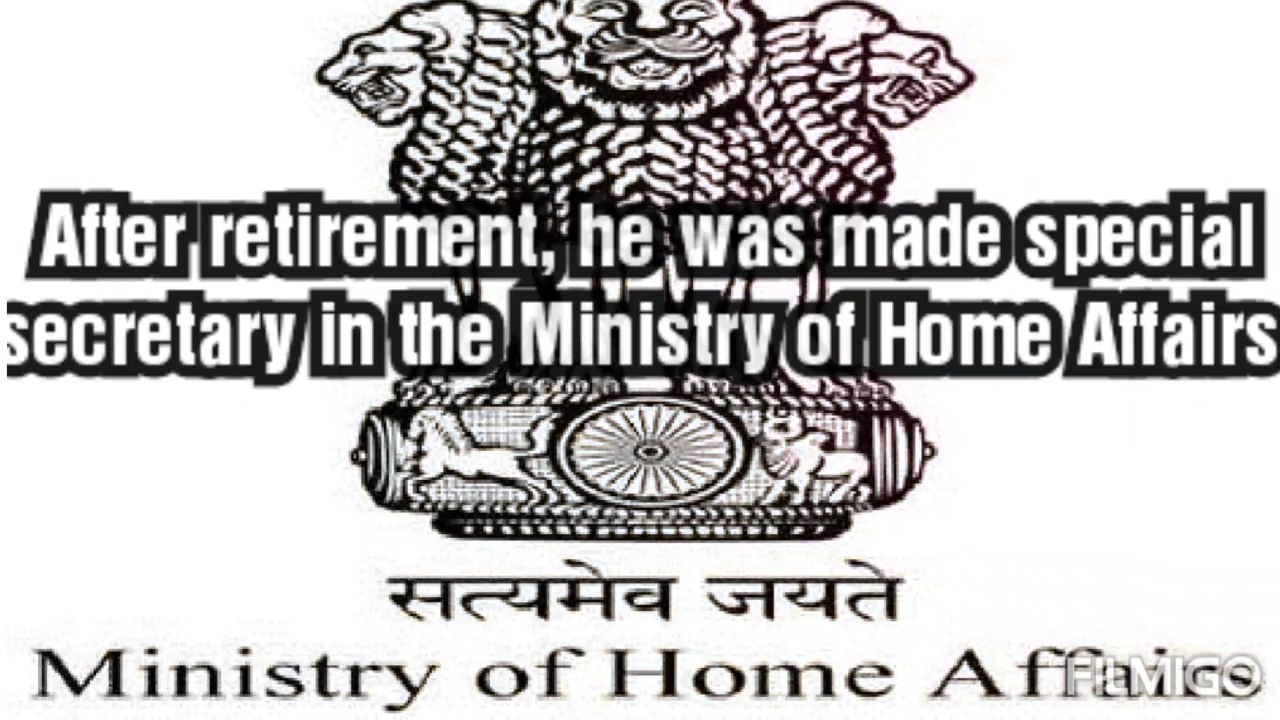 After retirement, he was made special
secretary in the Ministry of Home Affairs
सत्यमेव जयते
Ministry of Home Affairs
FILMIGO